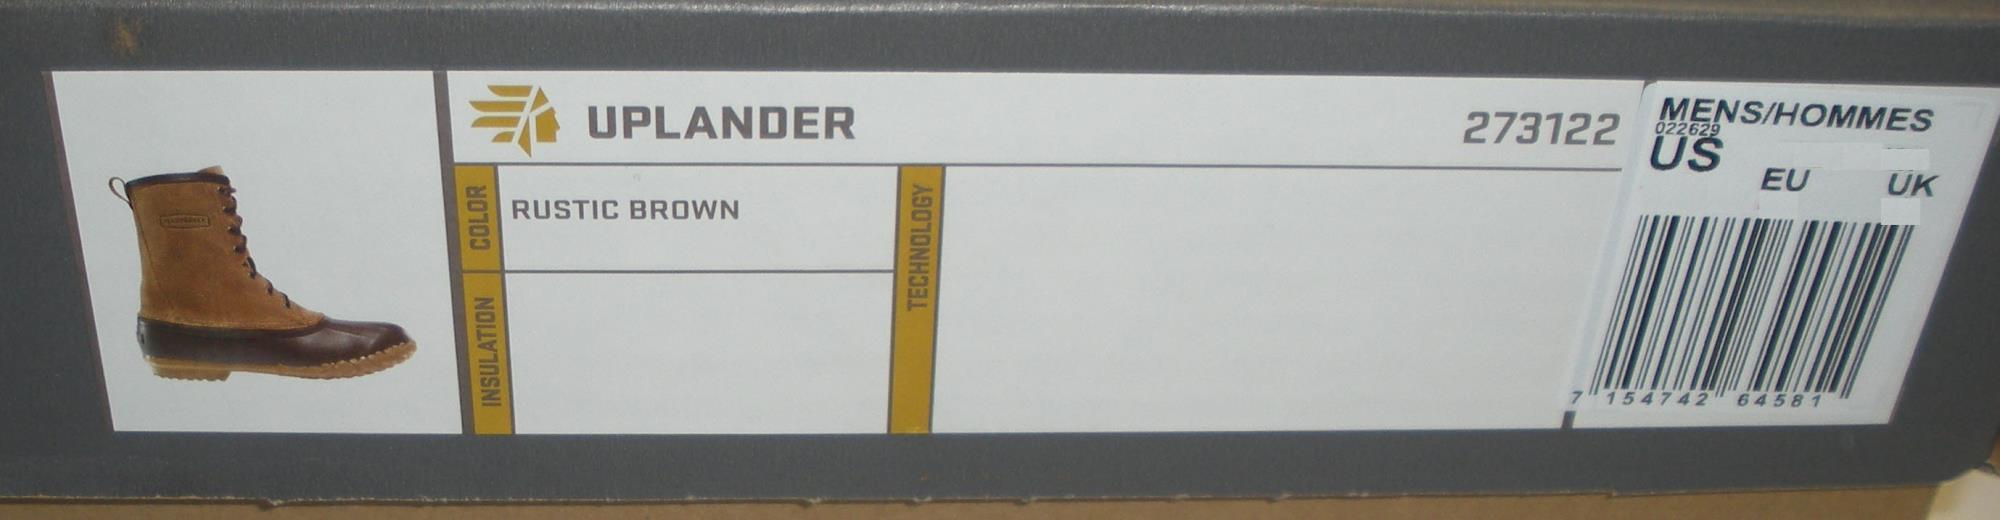 UPLANDER
273122
MENS/HOMMES
022629
US
EU UK
COLOR
RUSTIC BROWN
INSULATION
TECHNOLOGY
7 154742 64581